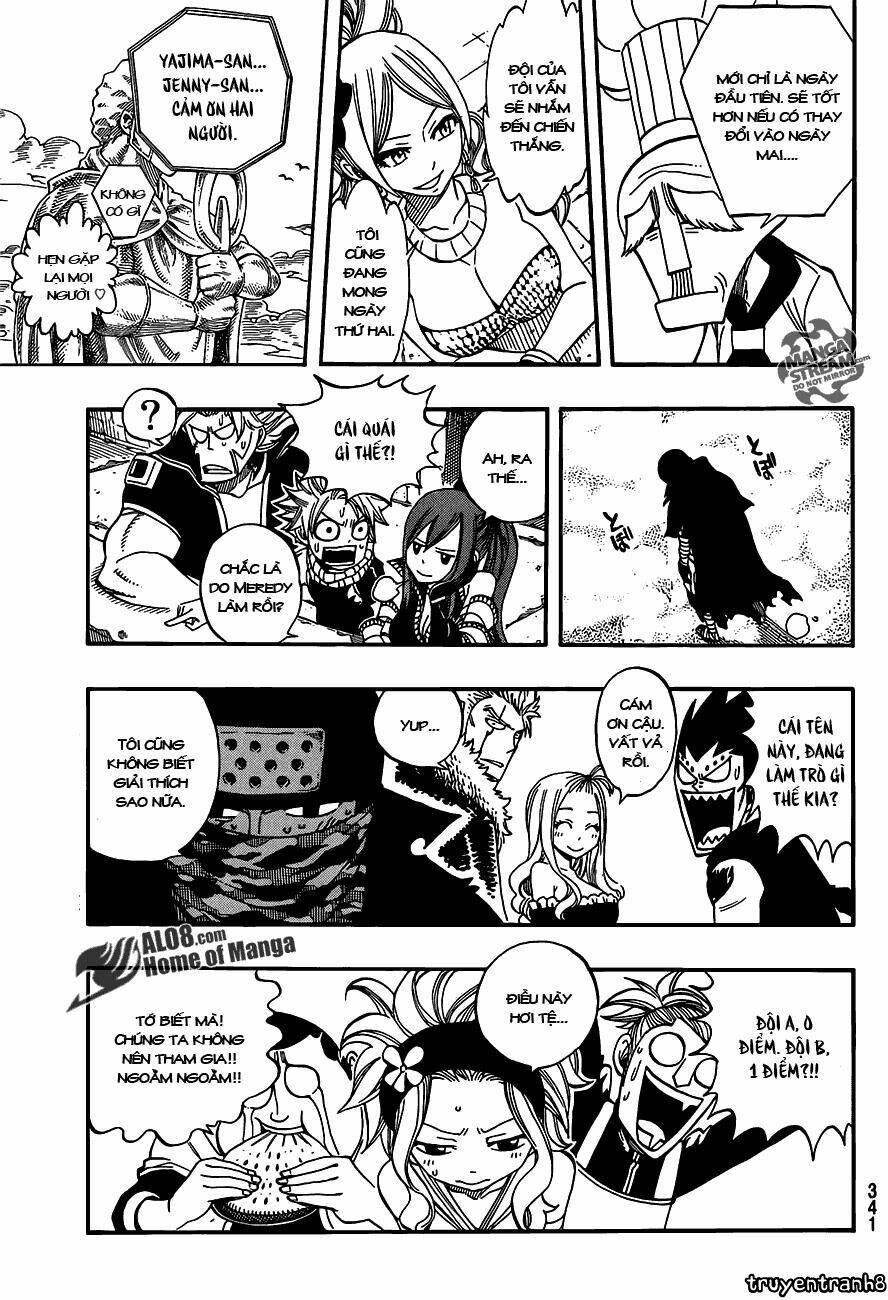 MỚI CHỈ LÀ NGÀY
ĐẦU TIÊN. SẼ TỐT
HƠN NẾU CÓ THAY
ĐỔI VÀO NGÀY
MAI....
ĐỘI CỦA
TÔI VẪN
SẼ NHẮM
ĐẾN CHIẾN
THẮNG.
TÔI
CŨNG
ĐANG
MONG
NGÀY
THỨ HAI.
YAJIMA-SAN...
JENNY-SAN...
CẢM ƠN HAI
NGƯỜI.
KHÔNG
CÓ GÌ
HẸN GẶP
LẠI MỌI
NGƯỜI ♡
MANGA
STREAM.com
DO NOT MIRROR
AH, RA
THẾ...
CÁI QUÁI
GÌ THẾ?!
?
CHẮC LÀ
DO MEREDY
LÀM RỒI?
CÁI TÊN
NÀY, ĐANG
LÀM TRÒ GÌ
THẾ KIA?
CÁM
ƠN CẬU.
VẤT VẢ
RỒI.
YUP...
TÔI CŨNG
KHÔNG BIẾT
GIẢI THÍCH
SAO NỮA.
AL08.com
Home of Manga
ĐỘI A, 0
ĐIỂM. ĐỘI B,
1 ĐIỂM?!!
ĐIỀU NÀY
HƠI TỆ...
TỚ BIẾT MÀ!
CHÚNG TA KHÔNG
NÊN THAM GIA!!
NGOÀM NGOÀM!!
341
truyentranh8